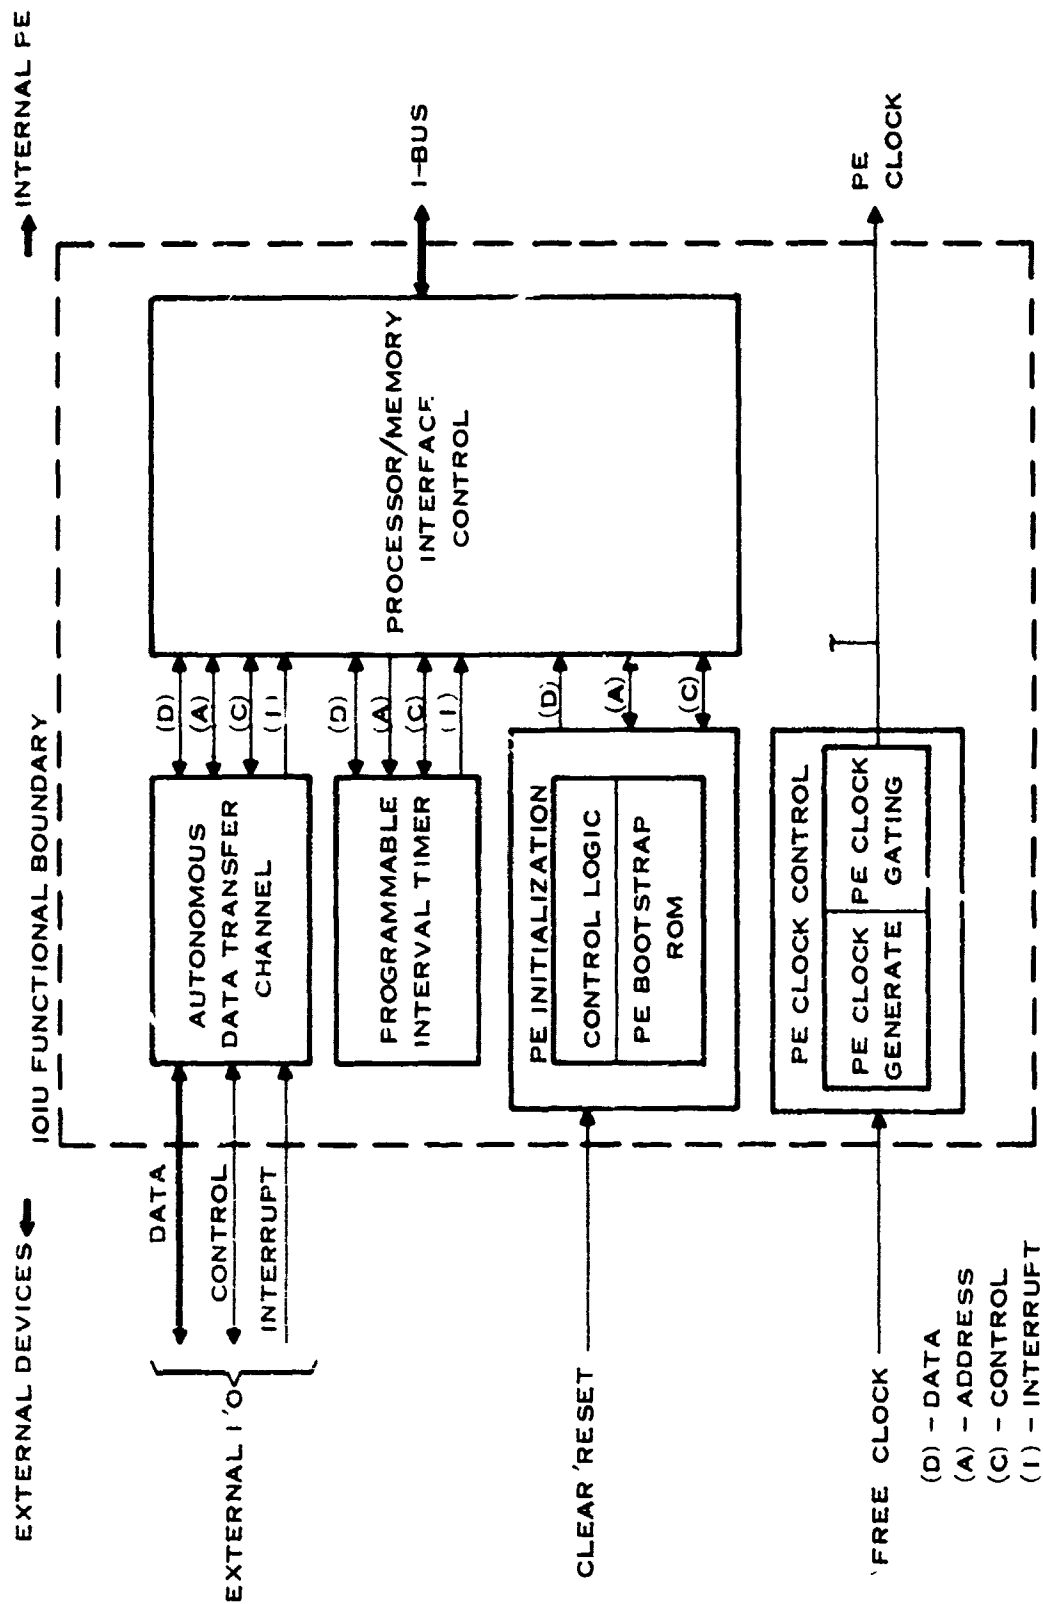 EXTERNAL DEVICES
INTERNAL PE
IOIU FUNCTIONAL BOUNDARY
EXTERNAL I'O
DATA
CONTROL
INTERRUPT
AUTONOMOUS
DATA TRANSFER
CHANNEL
(D)
(A)
(C)
(I)
PROGRAMMABLE
INTERVAL TIMER
(D)
(A)
(C)
(I)
PROCESSOR/MEMORY
INTERFACE
CONTROL
I-BUS
CLEAR'RESET
PE INITIALIZATION
CONTROL LOGIC
PE BOOTSTRAP
ROM
(D)
(A)
(C)
FREE CLOCK
PE CLOCK CONTROL
PE CLOCK
GENERATE
PE CLOCK
GATING
PE
CLOCK
(D) - DATA
(A) - ADDRESS
(C) - CONTROL
(I) - INTERRUPT